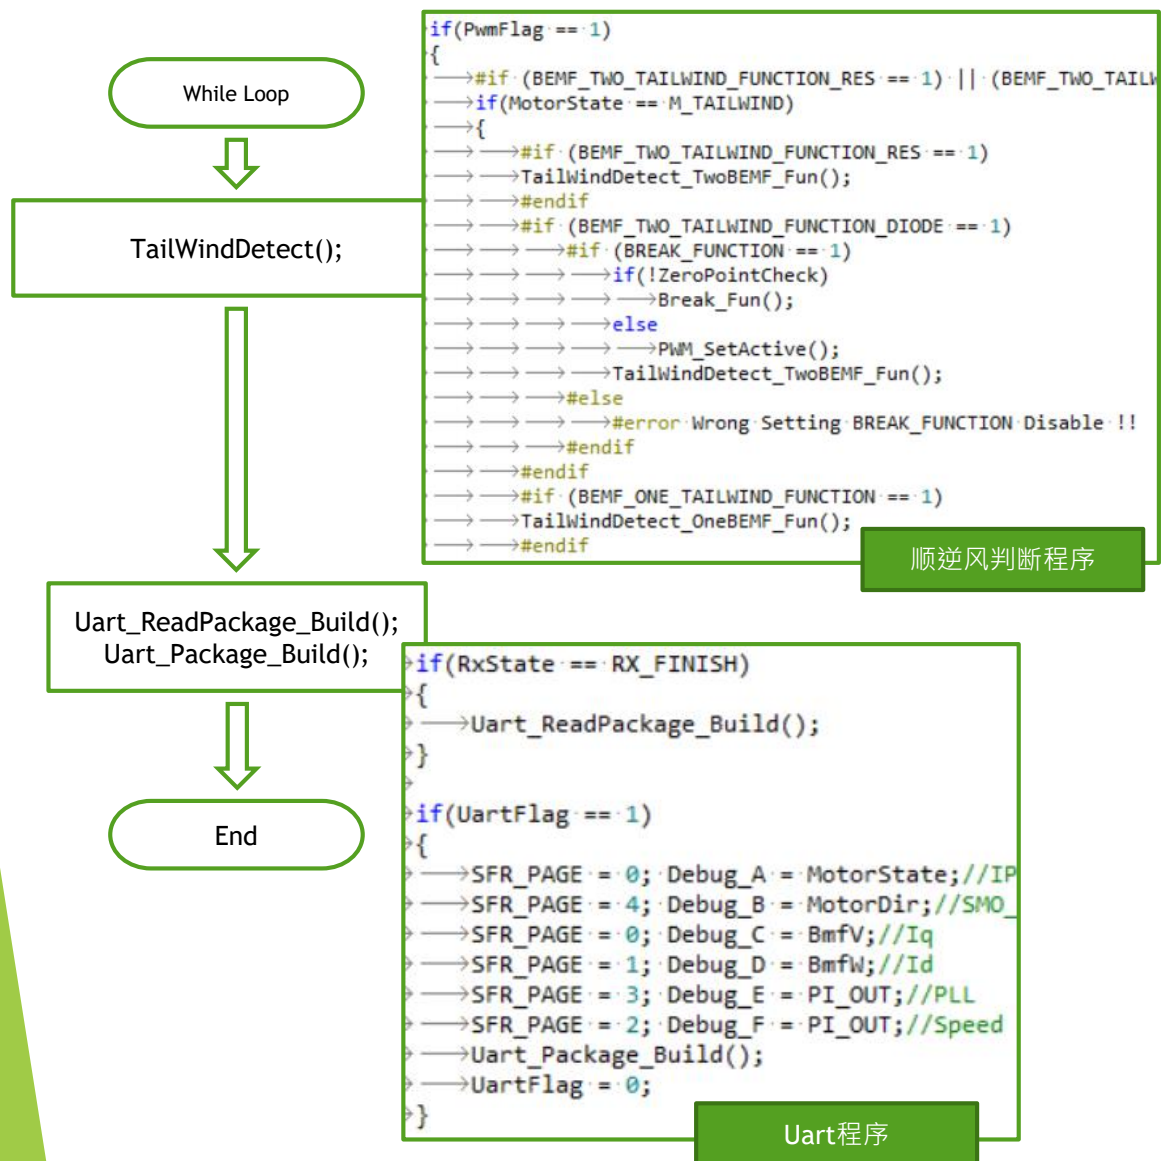 While Loop
TailWindDetect();
Uart_ReadPackage_Build();
Uart_Package_Build();
End
if(PwmFlag == 1)
{
#if (BEMF_TWO_TAILWIND_FUNCTION_RES == 1) || (BEMF_TWO_TAILW
if(MotorState == M_TAILWIND)
{
#if (BEMF_TWO_TAILWIND_FUNCTION_RES == 1)
TailWindDetect_TwoBEMF_Fun();
#endif
#if (BEMF_TWO_TAILWIND_FUNCTION_DIODE == 1)
#if (BREAK_FUNCTION == 1)
if(!ZeroPointCheck)
Break_Fun();
else
PWM_SetActive();
TailWindDetect_TwoBEMF_Fun();
#else
#error Wrong Setting BREAK_FUNCTION Disable !!
#endif
#endif
#if (BEMF_ONE_TAILWIND_FUNCTION == 1)
TailWindDetect_OneBEMF_Fun();
#endif
顺逆风判断程序
if(RxState == RX_FINISH)
{
Uart_ReadPackage_Build();
}
if(UartFlag == 1)
{
SFR_PAGE = 0; Debug_A = MotorState;//IP
SFR_PAGE = 4; Debug_B = MotorDir;//SMO_
SFR_PAGE = 0; Debug_C = BmfV;//Iq
SFR_PAGE = 1; Debug_D = BmfW;//Id
SFR_PAGE = 3; Debug_E = PI_OUT;//PLL
SFR_PAGE = 2; Debug_F = PI_OUT;//Speed
Uart_Package_Build();
UartFlag = 0;
}
Uart程序